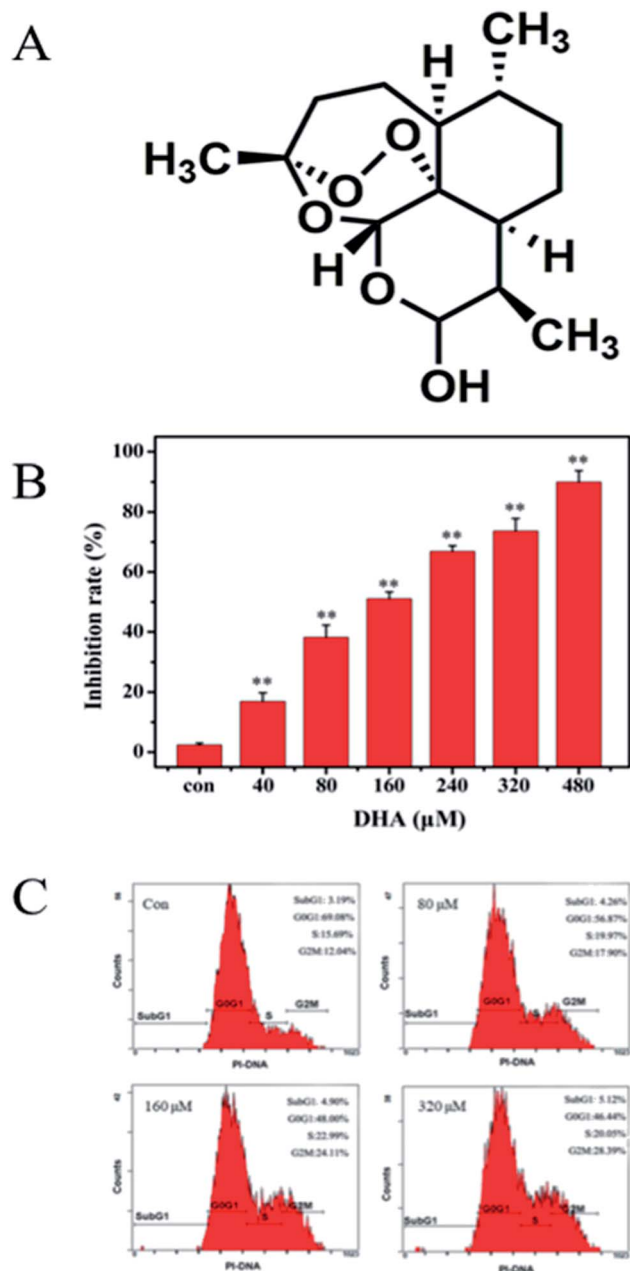 A
CH3
H
O
H3C
O
O
O
H
H
O
CH3
OH
B
Inhibition rate (%)
100
80
60
40
20
0
**
**
**
**
**
**
con 40 80 160 240 320 480
DHA (μM)
C
Con
SubG1: 3.19%
G0G1:69.08%
S:15.69%
G2M:12.04%
Counts
SubG1
G0G1
S
G2M
PI-DNA
80 μM
SubG1: 4.26%
G0G1:56.87%
S:19.97%
G2M:17.90%
Counts
SubG1
G0G1
S
G2M
PI-DNA
160 μM
SubG1: 4.90%
G0G1:48.00%
S:22.99%
G2M:24.11%
Counts
SubG1
G0G1
S
G2M
PI-DNA
320 μM
SubG1: 5.12%
G0G1:46.44%
S:20.05%
G2M:28.39%
Counts
SubG1
G0G1
S
G2M
PI-DNA